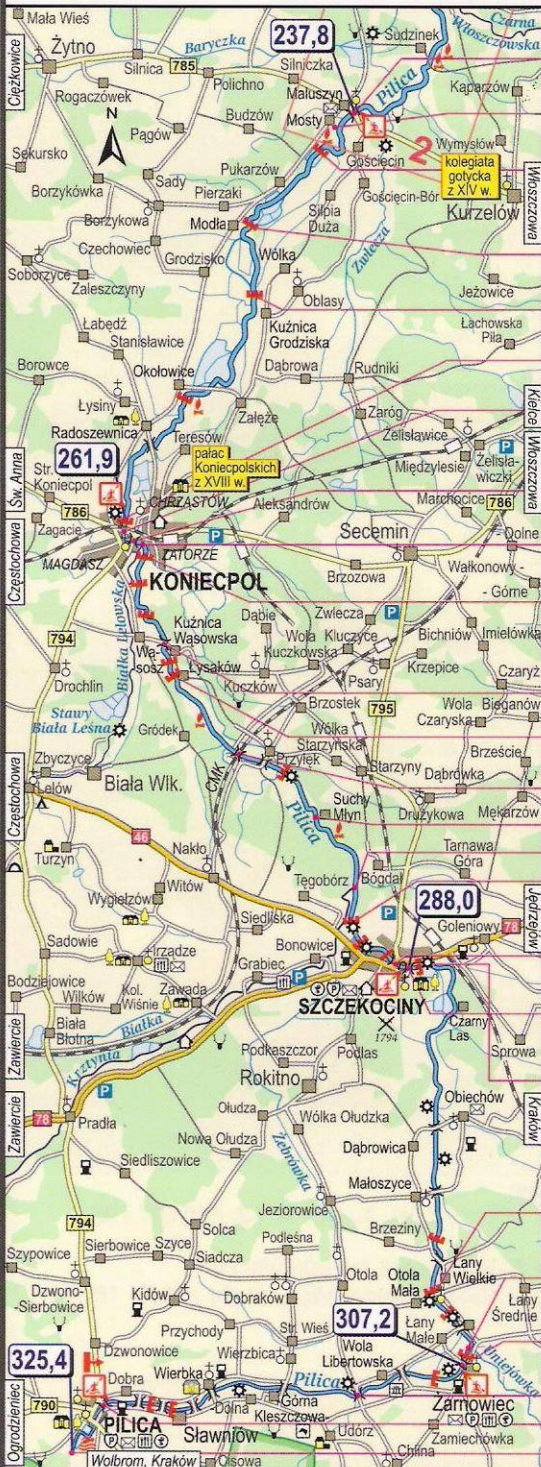 Mała Wieś
Żytno
Ciężkowice
Baryczka
237,8
Sudzinek
Czarna
Włoszczowska
Silnica
785
Silniczka
Polichno
Maluszyn
Pilica
Kaparzów
Rogaczówek
Budzów
Mosty
N
Pągów
Gościęcin
2
Wymysłów
kolegiata
gotycka
z XIV w.
Sekursko
Sady
Pukarzów
Gościęcin-Bór
Kurzelów
Włoszczowa
Borzykówka
Pierzaki
Silpia
Duża
Borzykowa
Modła
Czechowiec
Zwlecza
Grodzisko
Wólka
Soborzyce
Zaleszczyny
Oblasy
Jeżowice
Łabędź
Kuźnica
Grodziska
Łachowska
Piła
Stanisławice
Borowce
Okołowice
Dąbrowa
Rudniki
Łysiny
Załęże
Zaróg
Kielce
Włoszczowa
Radoszewnica
Teresów
Żelisławice
261,9
pałac
Koniecpolskich
z XVIII w.
Międzylesie
Żelisła-
wiczki
P
Św. Anna
Str.
Koniecpol
CHRZĄSTÓW
Aleksandrów
Marchocice
786
786
Zagacie
P
Secemin
Dolne
Częstochowa
MAGDASZ
ZATORZE
KONIECPOL
Brzozowa
Wałkonowy
- Górne
Białka Lelowska
794
Kuźnica
Wąsowska
Dąbie
Zwlecza
P
Wola
Kuczkowska
Kluczyce
Bichniów
Imielówka
Wą-
sosz
Łysaków
Kuczków
Krzepice
Drochlin
Psary
Czaryż
Stawy
Biała Leśna
Brzostek
795
Wola
Czaryska
Bieganów
Gródek
Wólka
Starzyńska
Zbyczyce
Przyłęk
Starzyny
Brzeście
Częstochowa
Lelów
Biała Wlk.
CMK
Dąbrówka
Pilica
Suchy
Młyn
Drużykowa
Mękarzów
46
Turzyn
Nakło
Tarnawa
Góra
Witów
Tęgobórz
Bógdał
Wygiełzów
P
288,0
Jędrzejów
Siedliska
Goleniowy
78
Sadowie
Irządze
Bonowice
Grabiec
P
Bodziejowice
Kol.
Wiśnie
Zawada
SZCZEKOCINY
Wilków
P
1794
Czarny
Las
Biała
Błotna
Białka
Zawiercie
Podkaszczor
Podlas
Sprowa
Krztynia
Rokitno
P
Obiechów
Kraków
Zawiercie
78
Pradła
Ołudza
Wólka Ołudzka
Nowa Ołudza
Dąbrowica
Siedliszowice
Żebrówka
Małoszyce
794
Jeziorowice
Solca
Brzeziny
Szypowice
Sierbowice
Szyce
Siadcza
Podleśna
Łany
Wielkie
Dzwono-
-Sierbowice
Otola
Otola
Mała
Kidów
Dobraków
307,2
Łany
Średnie
Przychody
Str. Wieś
Łany
Małe
Wierzbica
Wola
Libertowska
Uniejówka
325,4
Dzwonowice
Dobra
Wierbka
Pilica
E
Ogrodzieniec
790
-Dolna
-Górna
Kleszczowa-
Żarnowiec
P
PILICA
P
Sławniów
Udórz
Zamiechówka
Chlina
Wolbrom, Kraków
Cisowa